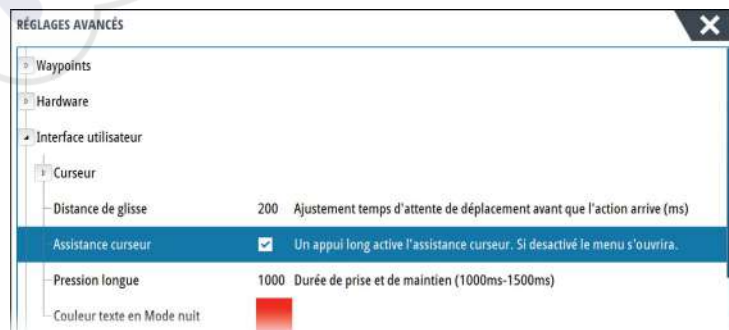 RÉGLAGES AVANCÉS
Waypoints
Hardware
Interface utilisateur
Curseur
Distance de glisse 200 Ajustement temps d'attente de déplacement avant que l'action arrive (ms)
Assistance curseur Un appui long active l'assistance curseur. Si desactivé le menu s'ouvrira.
Pression longue 1000 Durée de prise et de maintien (1000ms-1500ms)
Couleur texte en Mode nuit